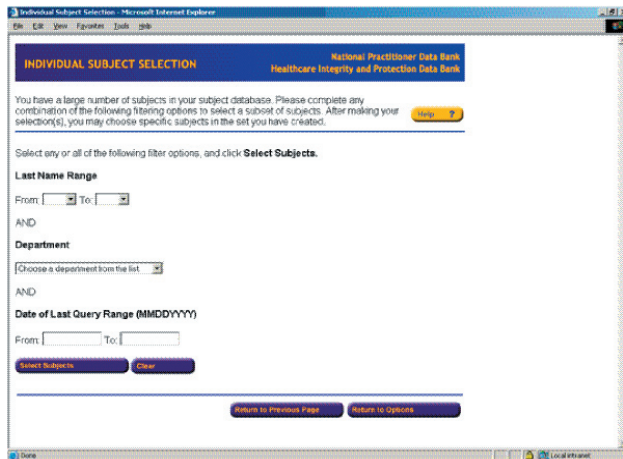 Individual Subject Selection - Microsoft Internet Explorer
File Edit View Favorites Tools Help
INDIVIDUAL SUBJECT SELECTION
National Practitioner Data Bank
Healthcare Integrity and Protection Data Bank
You have a large number of subjects in your subject database. Please complete any
combination of the following filtering options to select a subset of subjects. After making your
selection(s), you may choose specific subjects in the set you have created.
Help ?
Select any or all of the following filter options, and click Select Subjects.
Last Name Range
From: To:
AND
Department
Choose a department from the list
AND
Date of Last Query Range (MMDDYYYY)
From: To:
Select Subjects Clear
Return to Previous Page Return to Options
Done Local intranet